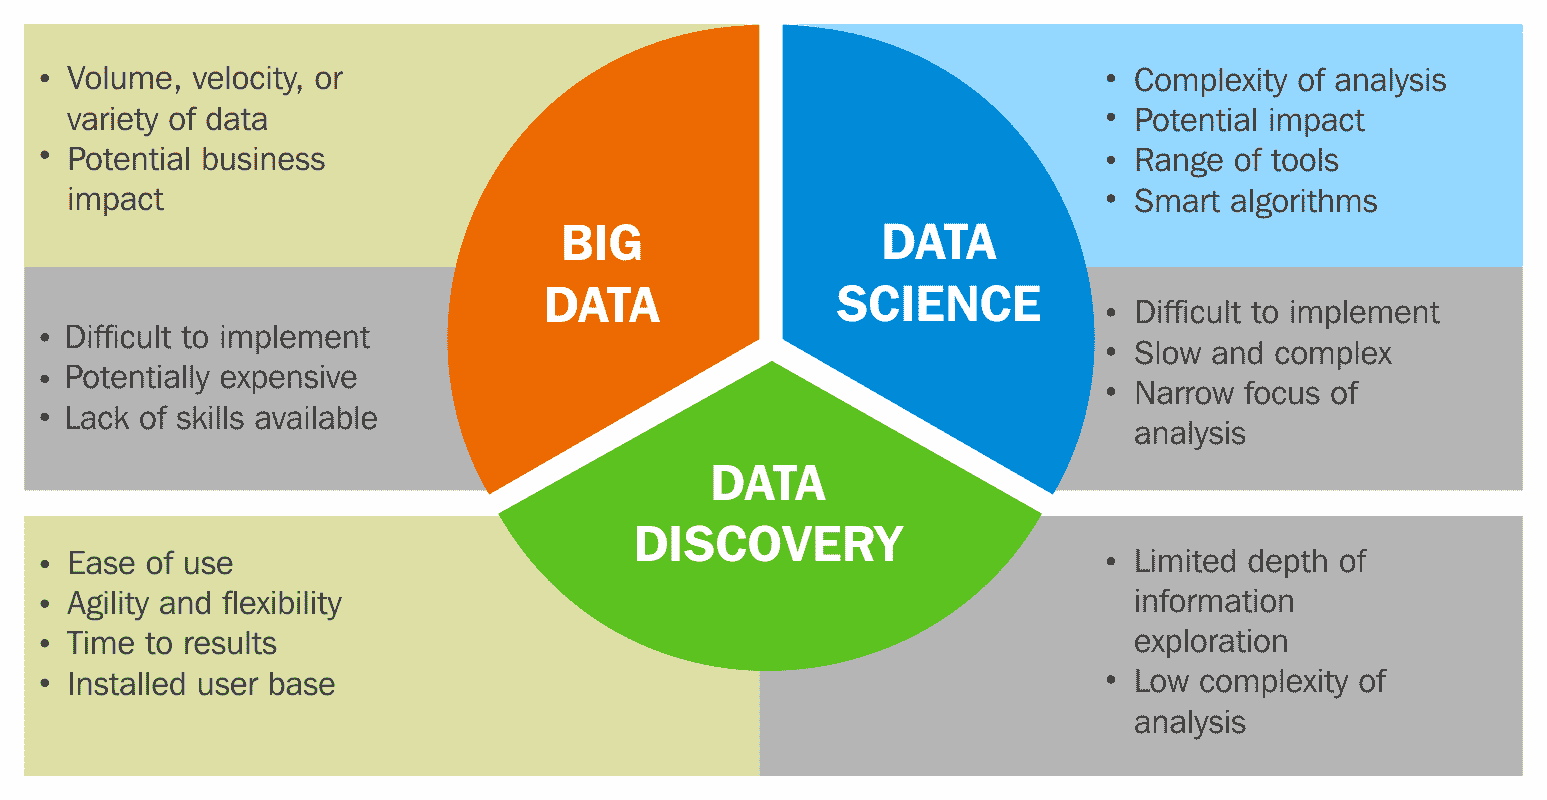 • Volume, velocity, or
variety of data
• Potential business
impact
• Difficult to implement
• Potentially expensive
• Lack of skills available
BIG
DATA
DATA
SCIENCE
• Complexity of analysis
• Potential impact
• Range of tools
• Smart algorithms
• Difficult to implement
• Slow and complex
• Narrow focus of
analysis
DATA
DISCOVERY
• Ease of use
• Agility and flexibility
• Time to results
• Installed user base
• Limited depth of
information
exploration
• Low complexity of
analysis